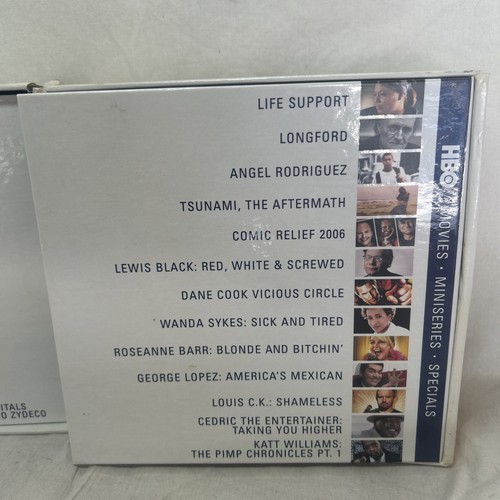 LIFE SUPPORT
LONGFORD
ANGEL RODRIGUEZ
TSUNAMI, THE AFTERMATH
COMIC RELIEF 2006
LEWIS BLACK: RED, WHITE & SCREWED
DANE COOK VICIOUS CIRCLE
WANDA SYKES: SICK AND TIRED
ROSEANNE BARR: BLONDE AND BITCHIN'
GEORGE LOPEZ: AMERICA'S MEXICAN
LOUIS C.K.: SHAMELESS
CEDRIC THE ENTERTAINER:
TAKING YOU HIGHER
KATT WILLIAMS:
THE PIMP CHRONICLES PT. 1
HBO MOVIES • MINISERIES • SPECIALS
ITALS
O ZYDECO